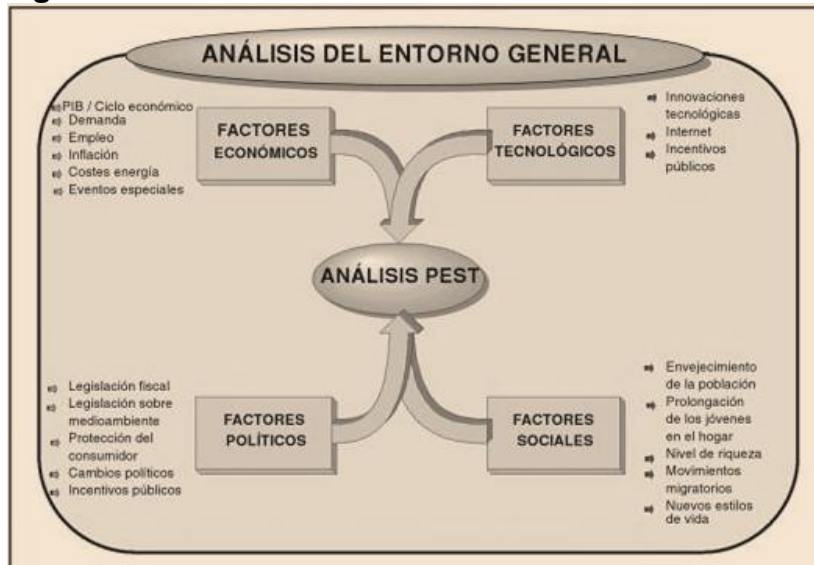 ANÁLISIS DEL ENTORNO GENERAL
PIB / Ciclo económico
Demanda
Empleo
Inflación
Costes energía
Eventos especiales
FACTORES
ECONÓMICOS
FACTORES
TECNOLÓGICOS
Innovaciones
tecnológicas
Internet
Incentivos
públicos
ANÁLISIS PEST
Legislación fiscal
Legislación sobre
medioambiente
Protección del
consumidor
Cambios políticos
Incentivos públicos
FACTORES
POLÍTICOS
FACTORES
SOCIALES
Envejecimiento
de la población
Prolongación
de los jóvenes
en el hogar
Nivel de riqueza
Movimientos
migratorios
Nuevos estilos
de vida